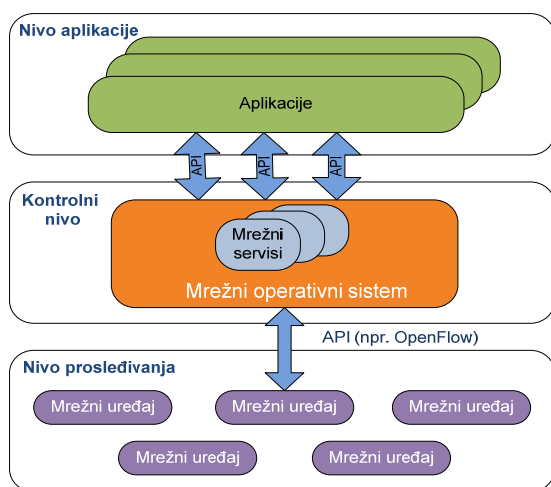 Nivo aplikacije
Aplikacije
API
API
API
Kontrolni
nivo
Mrežni
servisi
Mrežni operativni sistem
API (npr. OpenFlow)
Nivo prosleđivanja
Mrežni uređaj
Mrežni uređaj
Mrežni uređaj
Mrežni uređaj
Mrežni uređaj